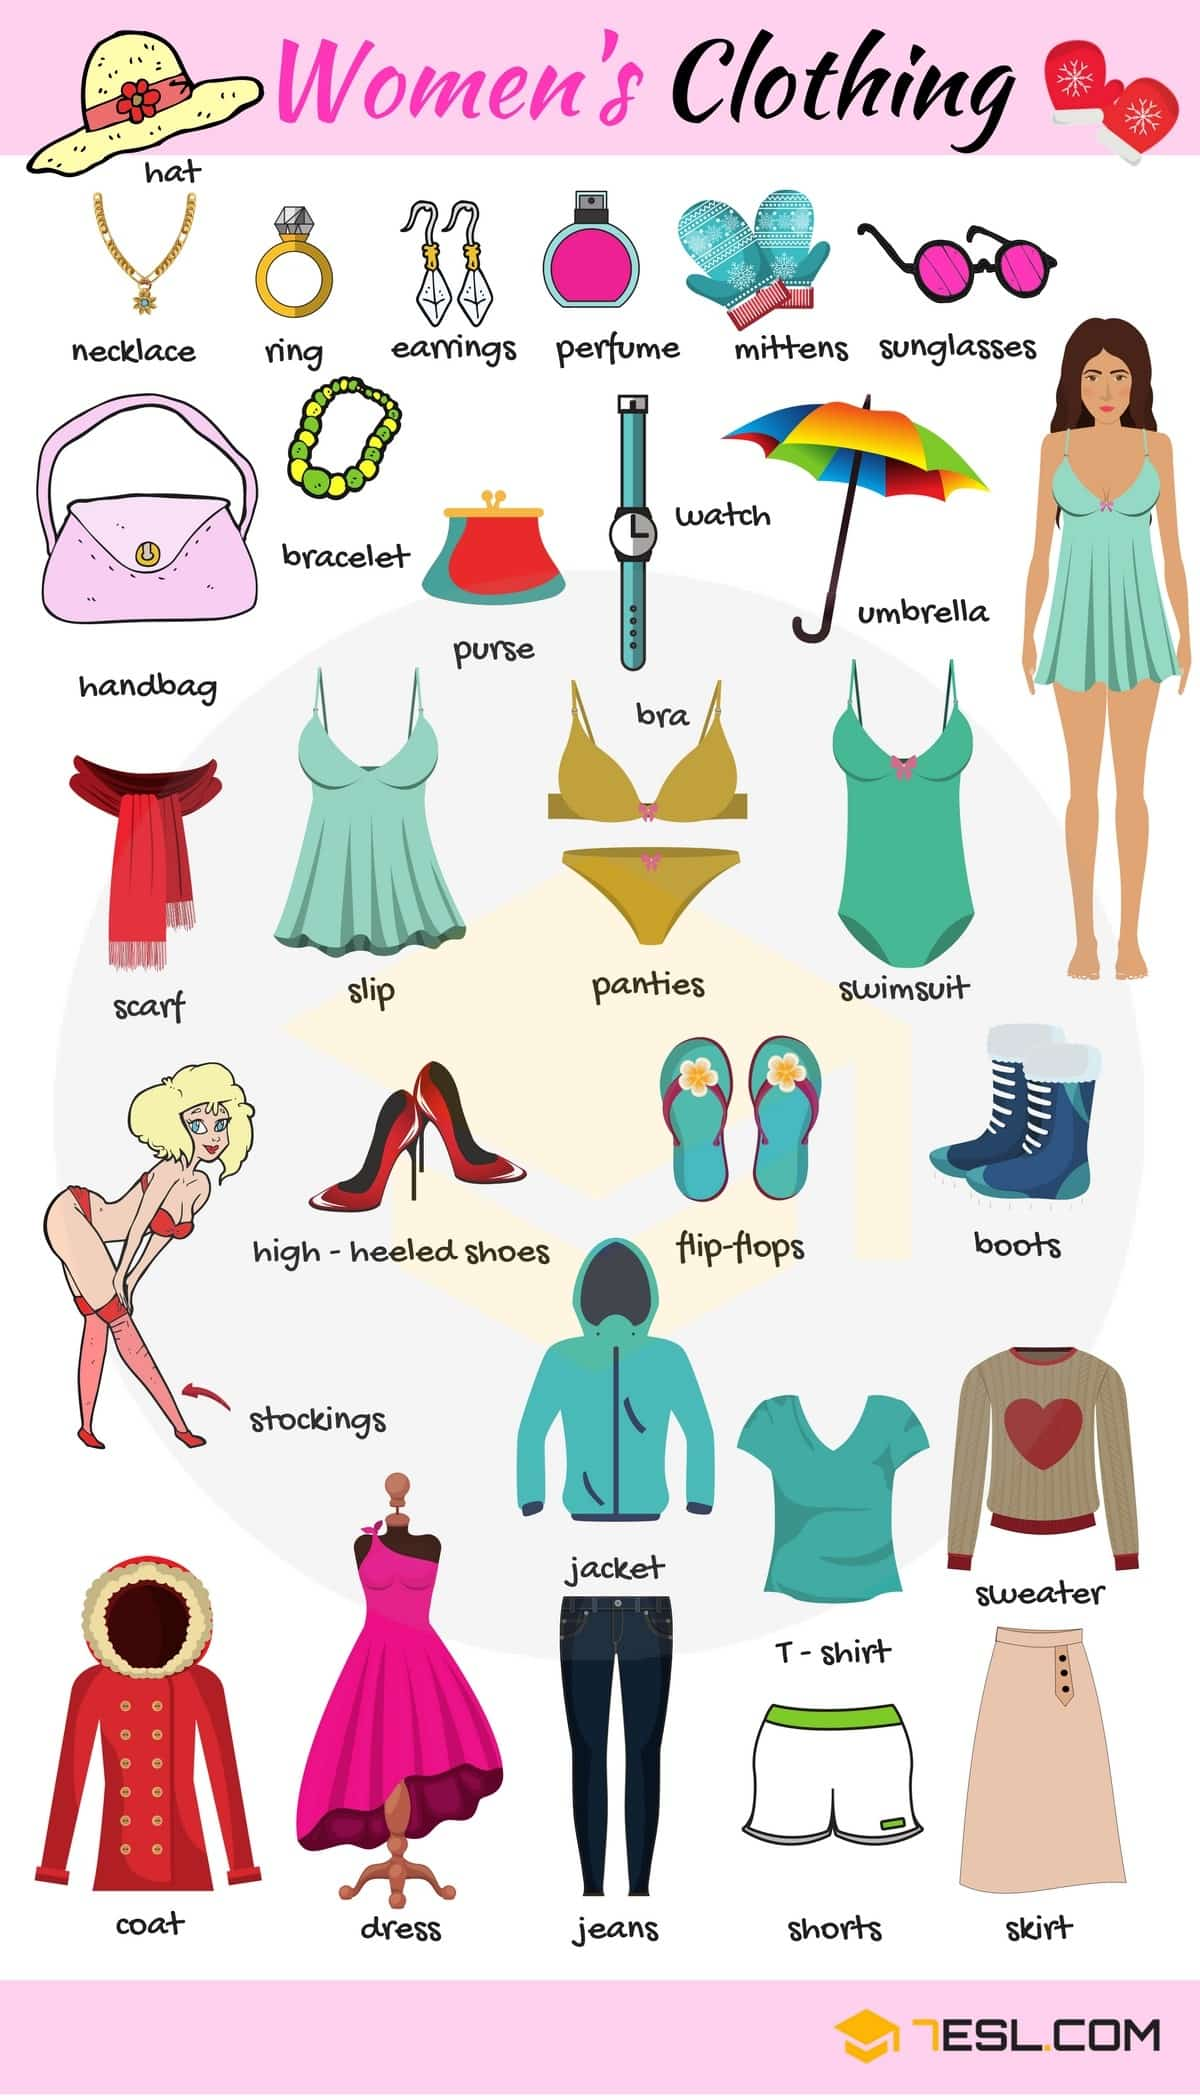 Women's Clothing
hat
necklace
ring
earrings
perfume
mittens
sunglasses
bracelet
watch
umbrella
purse
handbag
bra
scarf
slip
panties
swimsuit
high - heeled shoes
flip-flops
boots
stockings
jacket
sweater
T - shirt
coat
dress
jeans
shorts
skirt
7ESL.COM